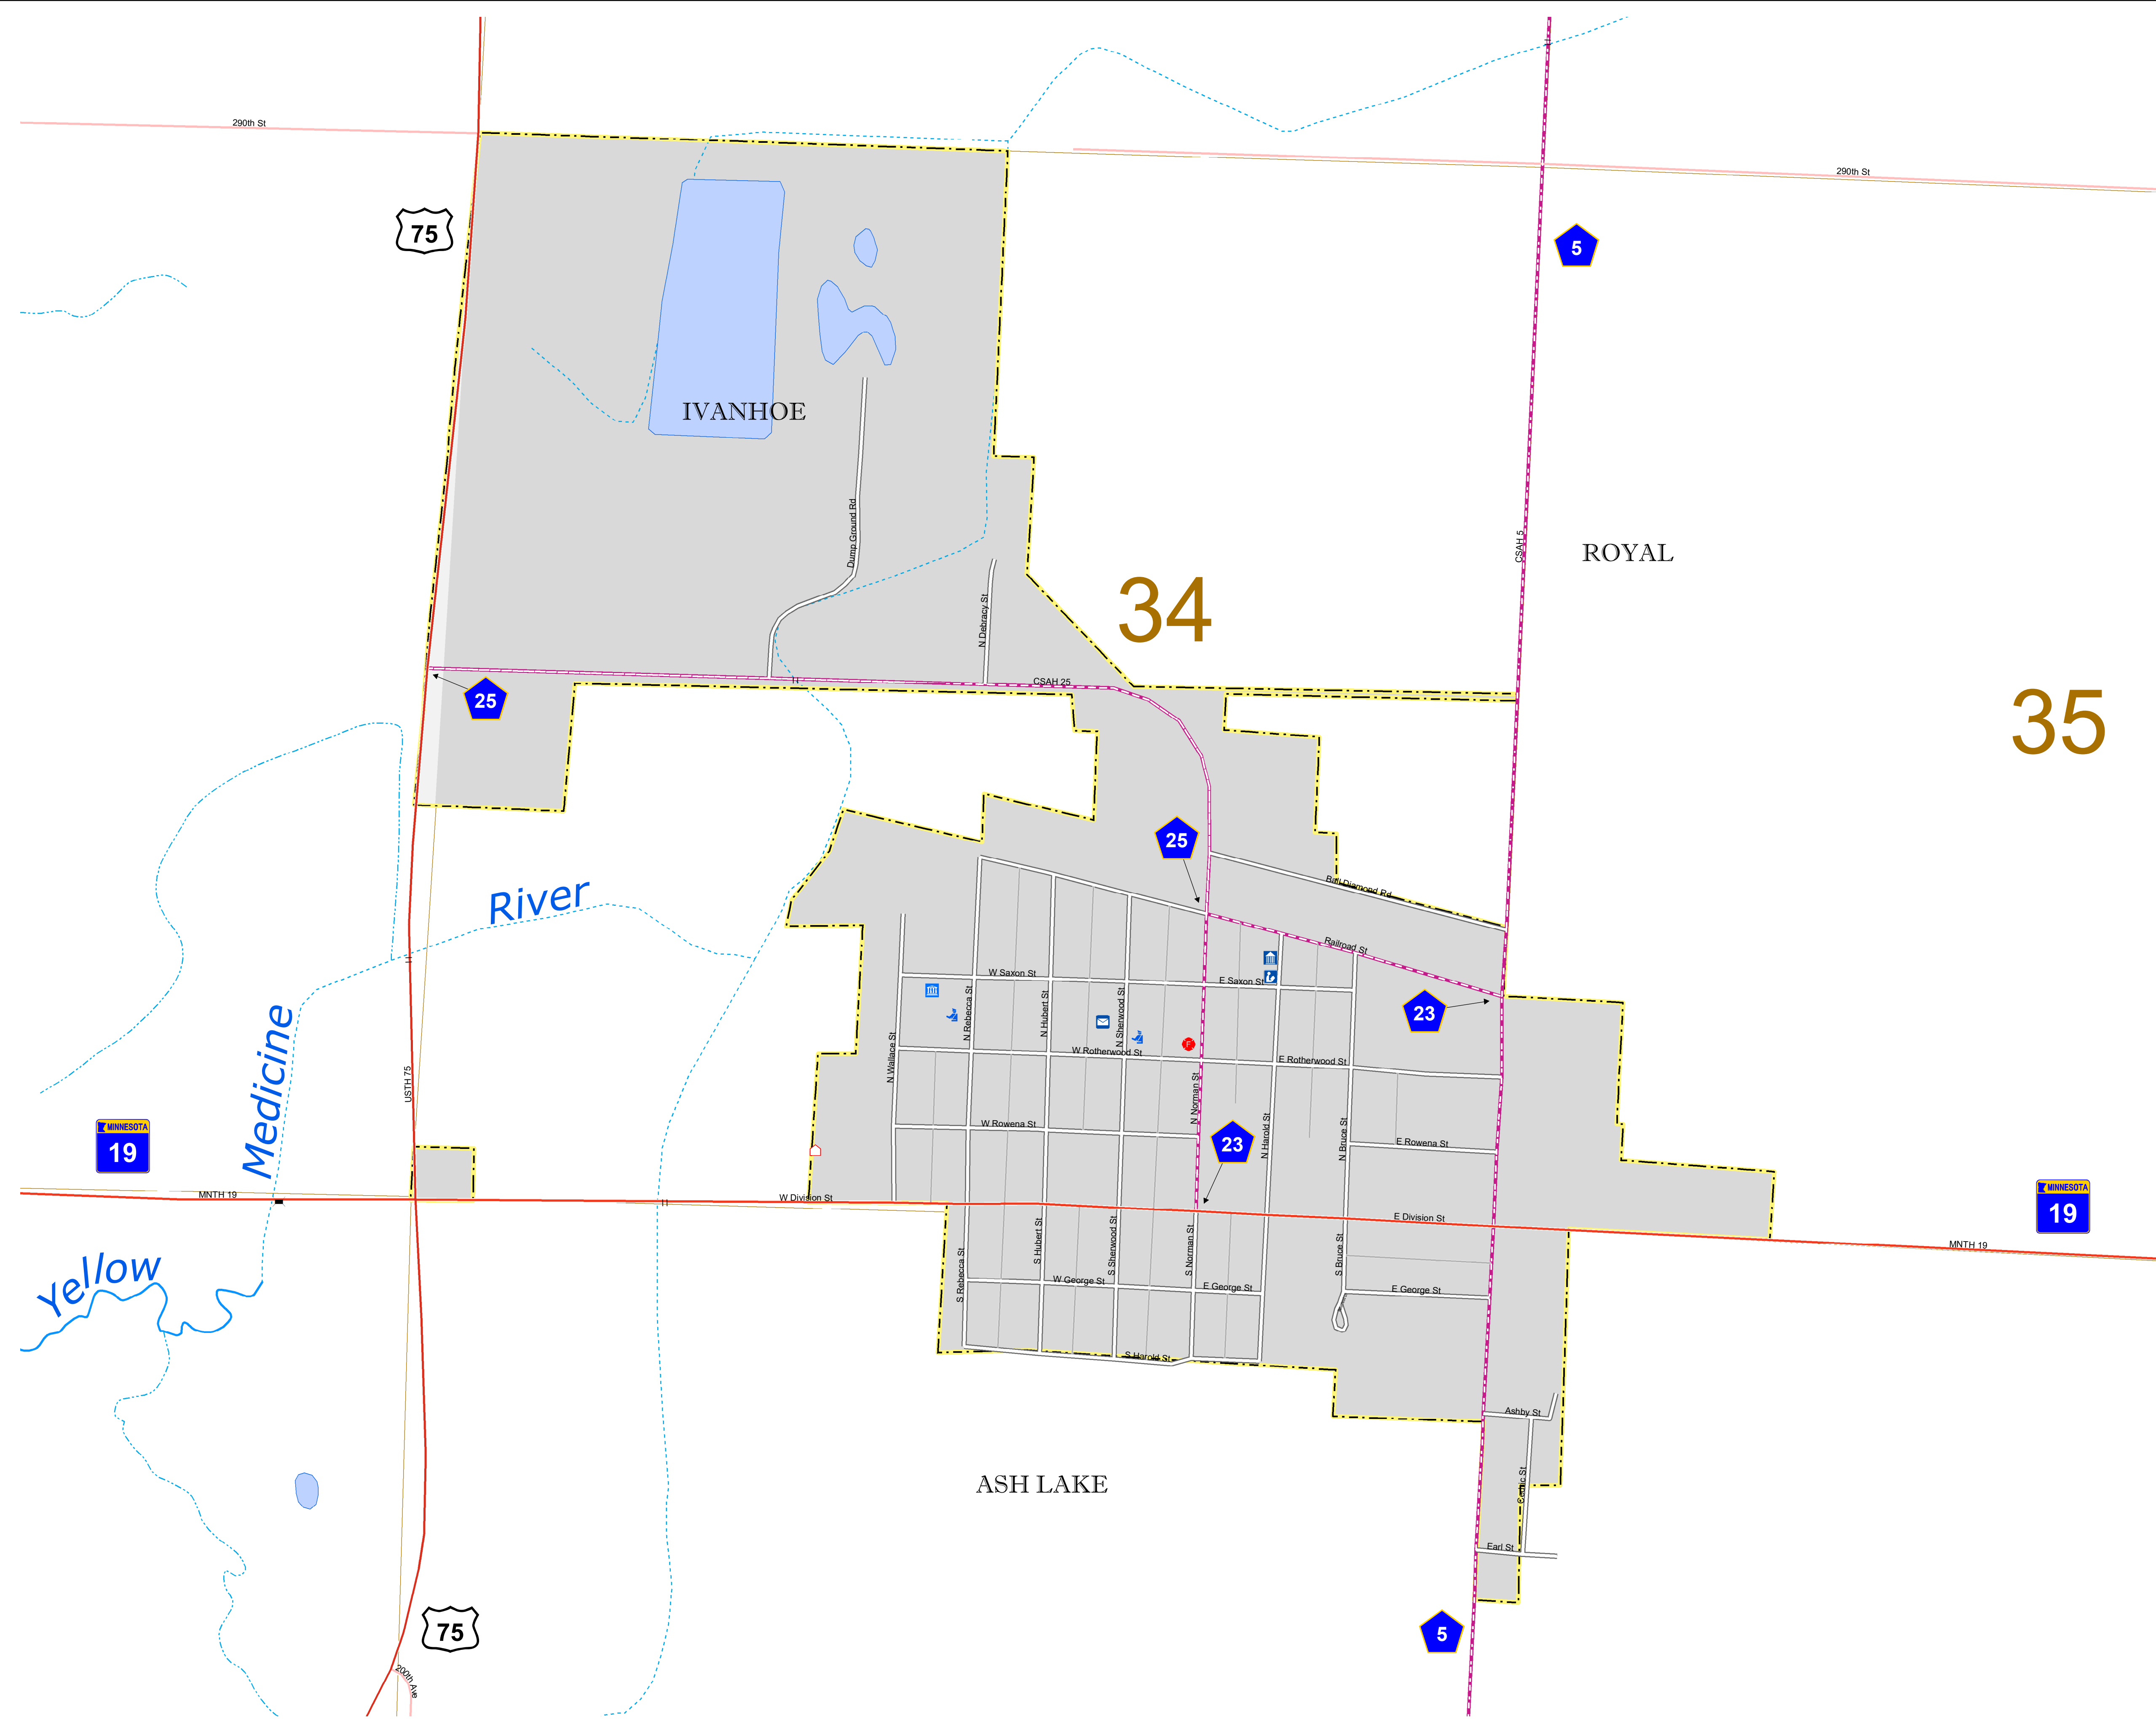 290th St
290th St
75
5
IVANHOE
Dump Ground Rd
CSAH 5
ROYAL
34
N Debracy St
CSAH 25
25
35
25
Ball Diamond Rd
River
Railroad St
W Saxon St
E Saxon St
N Rebecca St
N Hubert St
N Sherwood St
23
Medicine
N Wallace St
W Rotherwood St
F
E Rotherwood St
USTH 75
N Norman St
MINNESOTA
19
W Rowena St
23
N Harold St
N Bruce St
E Rowena St
MNTH 19
W Division St
E Division St
MINNESOTA
19
MNTH 19
Yellow
S Rebecca St
S Hubert St
S Sherwood St
S Norman St
S Bruce St
W George St
E George St
E George St
S Harold St
Ashby St
ASH LAKE
Cedric St
Earl St
75
5
200th Ave